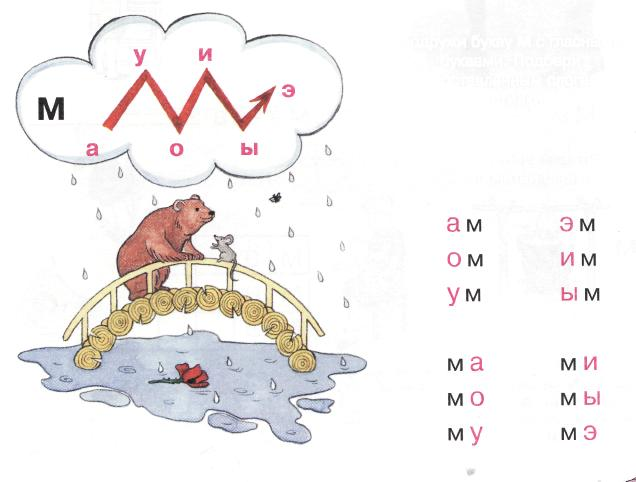 у и
М э
а о ы
ам эм
ом им
ум ым
ма ми
мо мы
му мэ